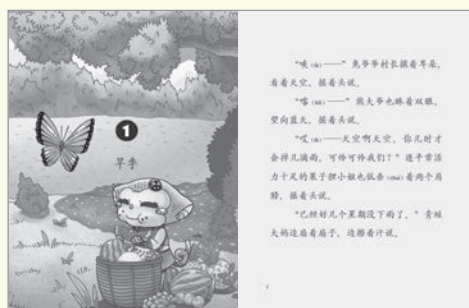 1
旱季
“唉(āi)——”兔爷爷村长摇着耳朵,
看着天空,摇着头说。
大爷也眯着双眼,
望向蓝天,摇着头说。
“哎(āi)——天空啊天空,你几时才
会掉几滴雨,可怜可怜我们?”连平常活
力十足的果子狸小姐也低垂(chuí)着两个肩
膀,摇着头说。
“已经好几个星期没下雨了。”青蛙
大妈边扇着扇子,边擦着汗说。